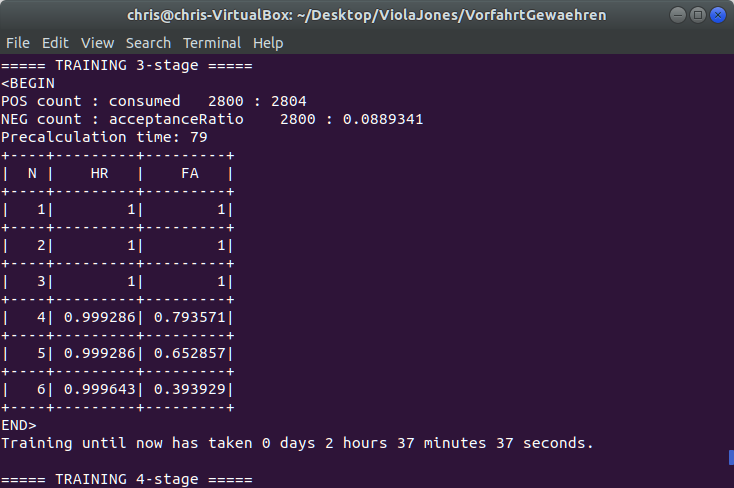 chris@chris-VirtualBox: ~/Desktop/ViolaJones/VorfahrtGewaehren
File Edit View Search Terminal Help
===== TRAINING 3-stage =====
<BEGIN
POS count : consumed   2800 : 2804
NEG count : acceptanceRatio    2800 : 0.0889341
Precalculation time: 79
+----+---------+---------+
|  N |    HR   |    FA   |
+----+---------+---------+
|   1|        1|        1|
+----+---------+---------+
|   2|        1|        1|
+----+---------+---------+
|   3|        1|        1|
+----+---------+---------+
|   4| 0.999286| 0.793571|
+----+---------+---------+
|   5| 0.999286| 0.652857|
+----+---------+---------+
|   6| 0.999643| 0.393929|
+----+---------+---------+
END>
Training until now has taken 0 days 2 hours 37 minutes 37 seconds.
===== TRAINING 4-stage =====